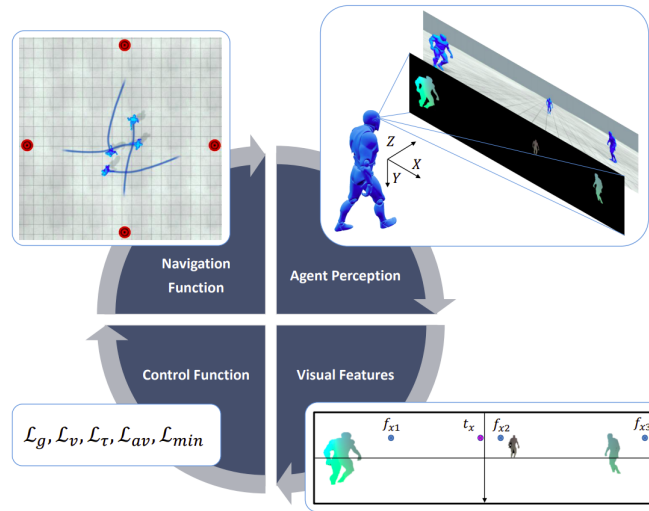 Z
X
Y
Navigation
Function
Agent Perception
Control Function
Visual Features
ℒg, ℒv, ℒτ, ℒav, ℒmin
fx1
tx
fx2
fx3